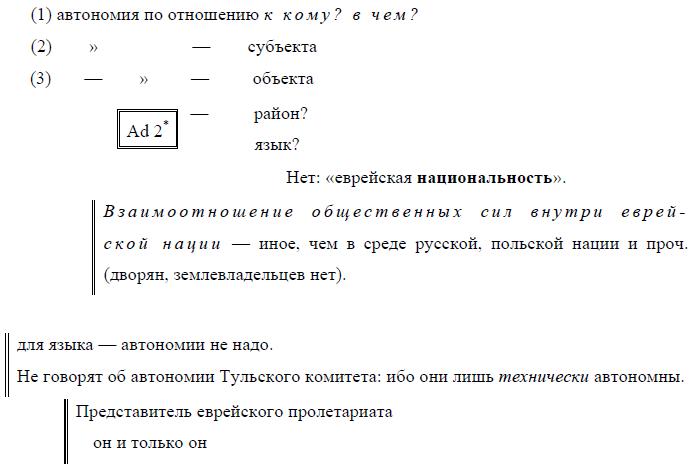 (1) автономия по отношению к кому? в чем?
(2) » — субъекта
(3) — » — объекта
Ad 2* — район?
язык?
Нет: «еврейская национальность».
Взаимоотношение общественных сил внутри еврей-
ской нации — иное, чем в среде русской, польской нации и проч.
(дворян, землевладельцев нет).
для языка — автономии не надо.
Не говорят об автономии Тульского комитета: ибо они лишь технически автономны.
Представитель еврейского пролетариата
он и только он